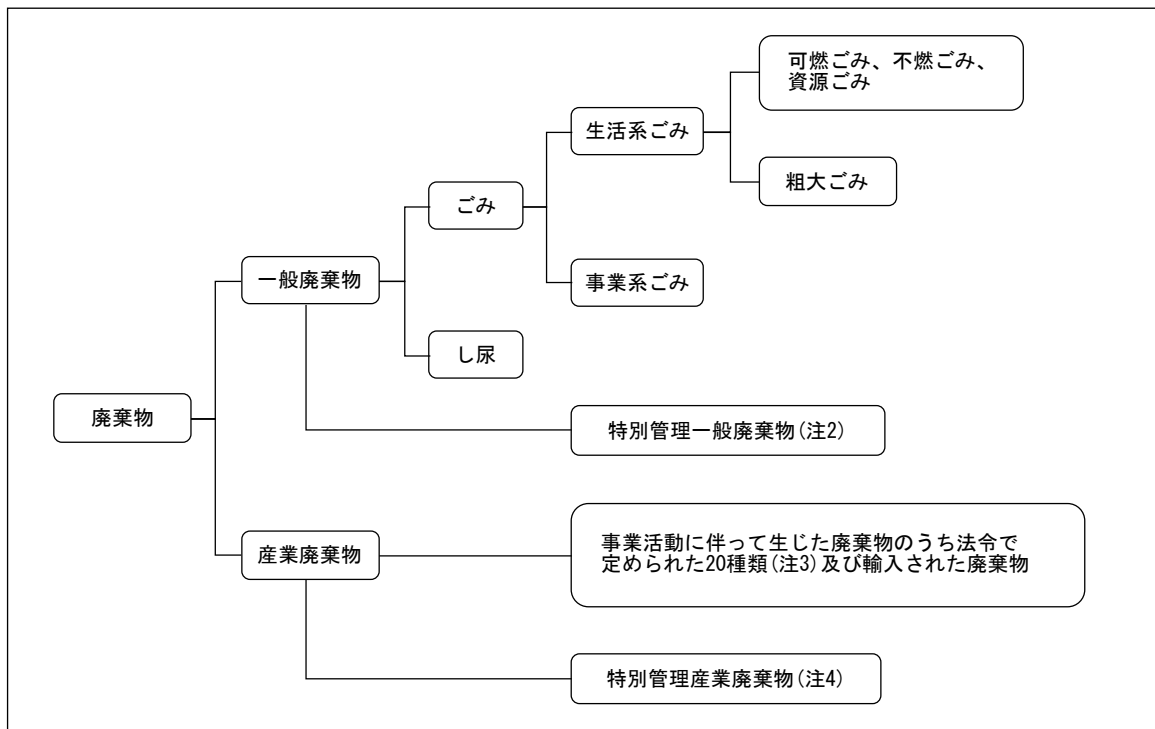 可燃ごみ、不燃ごみ、
資源ごみ
生活系ごみ
粗大ごみ
ごみ
一般廃棄物
事業系ごみ
し尿
廃棄物
特別管理一般廃棄物(注2)
産業廃棄物
事業活動に伴って生じた廃棄物のうち法令で
定められた20種類(注3)及び輸入された廃棄物
特別管理産業廃棄物(注4)